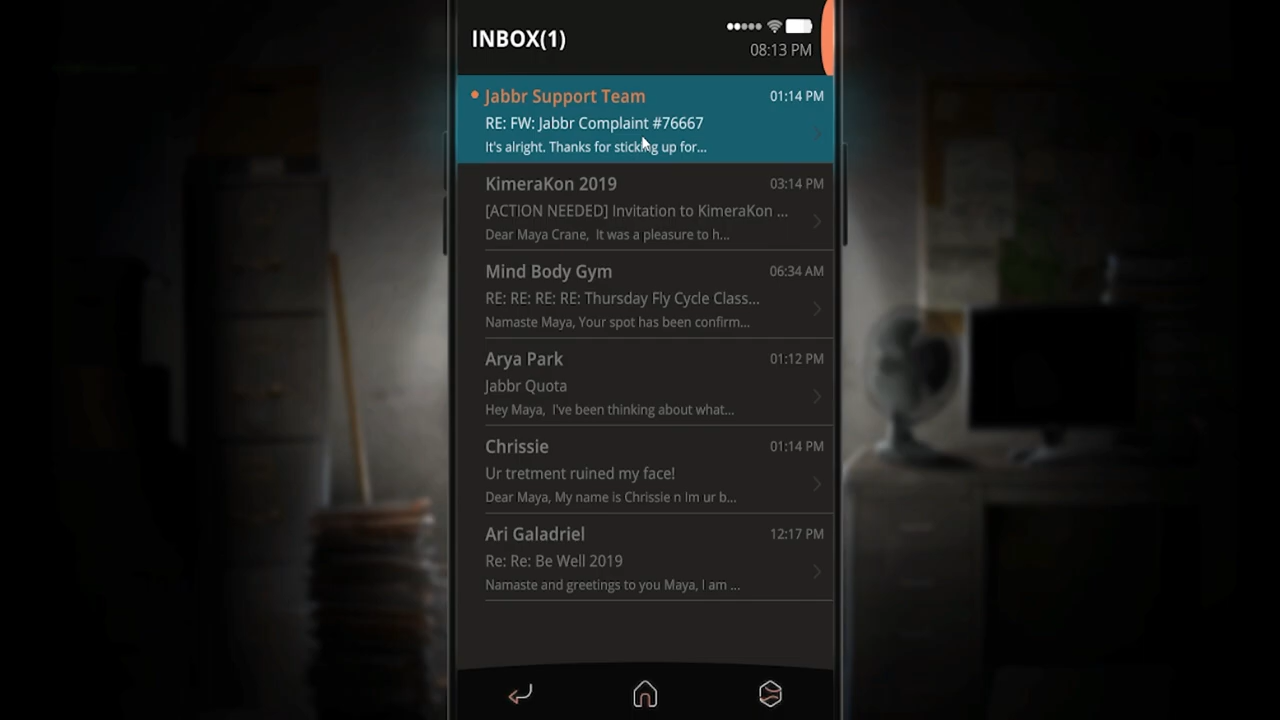 INBOX(1)
08:13 PM
Jabbr Support Team 01:14 PM
RE: FW: Jabbr Complaint #76667
It's alright. Thanks for sticking up for...
KimeraKon 2019 03:14 PM
[ACTION NEEDED] Invitation to KimeraKon ...
Dear Maya Crane, It was a pleasure to h...
Mind Body Gym 06:34 AM
RE: RE: RE: RE: Thursday Fly Cycle Class...
Namaste Maya, Your spot has been confirm...
Arya Park 01:12 PM
Jabbr Quota
Hey Maya, I've been thinking about what...
Chrissie 01:14 PM
Ur tretment ruined my face!
Dear Maya, My name is Chrissie n Im ur b...
Ari Galadriel 12:17 PM
Re: Re: Be Well 2019
Namaste and greetings to you Maya, I am ...